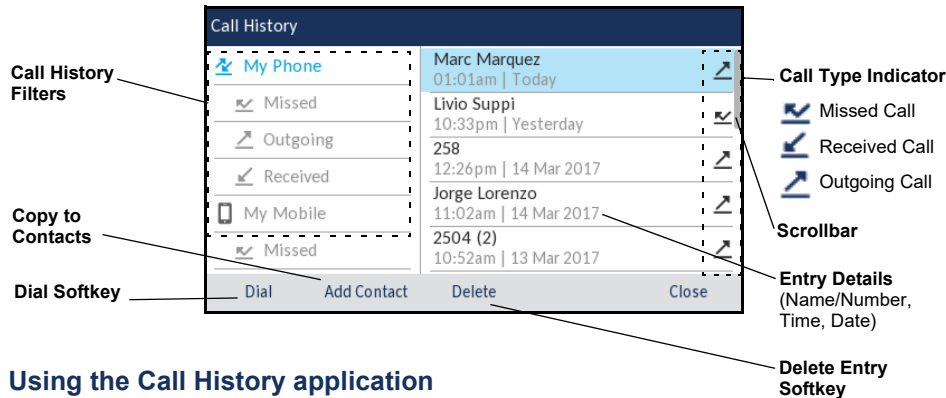 Call History
Call History
Filters
My Phone
Missed
Outgoing
Received
My Mobile
Missed
Marc Marquez
01:01am | Today
Livio Suppi
10:33pm | Yesterday
258
12:26pm | 14 Mar 2017
Jorge Lorenzo
11:02am | 14 Mar 2017
2504 (2)
10:52am | 13 Mar 2017
Call Type Indicator
Missed Call
Received Call
Outgoing Call
Scrollbar
Copy to
Contacts
Dial Softkey
Dial
Add Contact
Delete
Close
Entry Details
(Name/Number,
Time, Date)
Delete Entry
Softkey
Using the Call History application